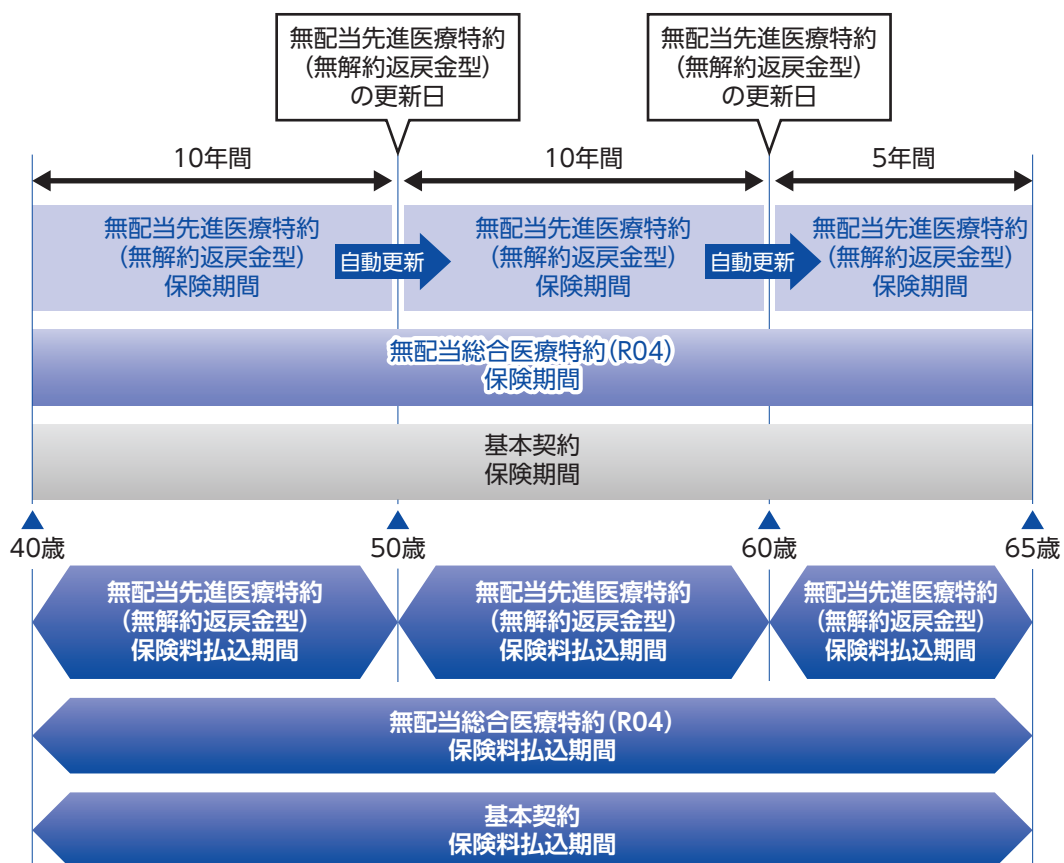 無配当先進医療特約
（無解約返戻金型）
の更新日
無配当先進医療特約
（無解約返戻金型）
の更新日
10年間
10年間
5年間
無配当先進医療特約
（無解約返戻金型）
保険期間
自動更新
無配当先進医療特約
（無解約返戻金型）
保険期間
自動更新
無配当先進医療特約
（無解約返戻金型）
保険期間
無配当総合医療特約（R04）
保険期間
基本契約
保険期間
40歳
50歳
60歳
65歳
無配当先進医療特約
（無解約返戻金型）
保険料払込期間
無配当先進医療特約
（無解約返戻金型）
保険料払込期間
無配当先進医療特約
（無解約返戻金型）
保険料払込期間
無配当総合医療特約（R04）
保険料払込期間
基本契約
保険料払込期間